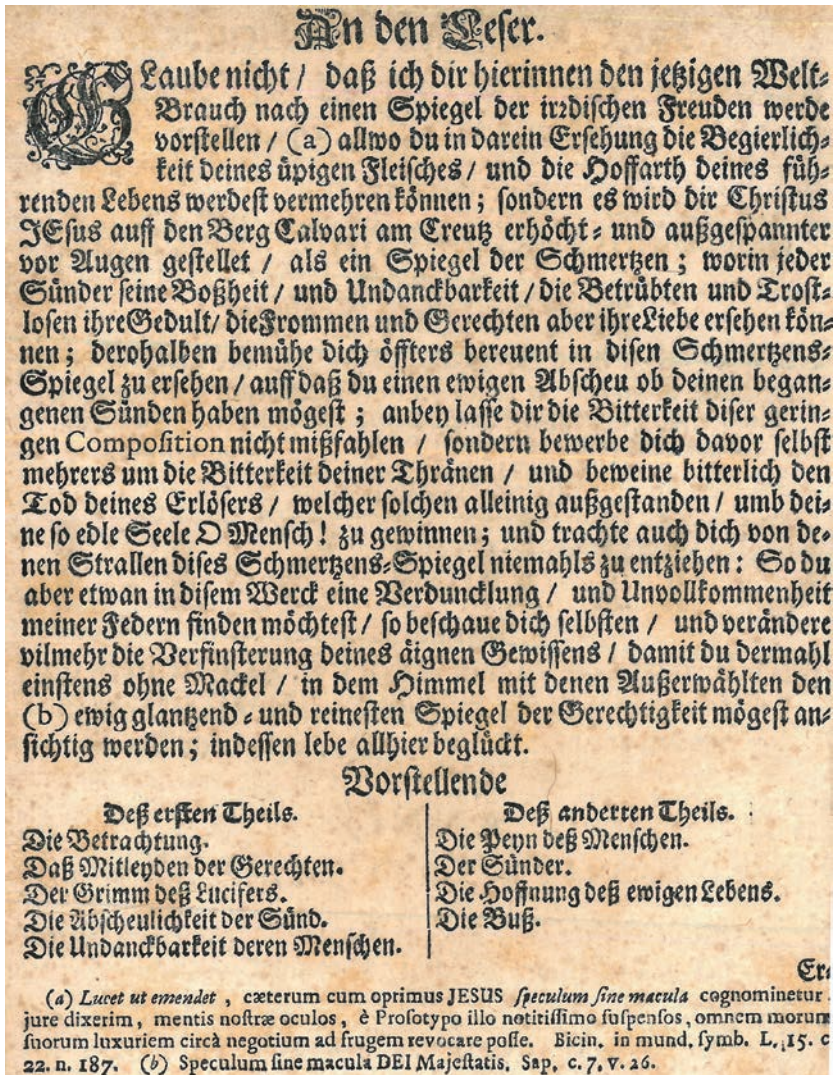 An den Leser.
GLaube nicht / daß ich dir hierinnen den jetzigen Welt-
Brauch nach einen Spiegel der irzdischen Freuden werde
vorstellen / (a) allwo du in darein Ersehung die Begierlich-
keit deines üpigen Fleisches / und die Hoffarth deines füh-
renden Lebens werdest vermehren können; sondern es wird dir Christus
JEsus auff den Berg Calvari am Creutz erhöcht- und außgespannter
vor Augen gestellet / als ein Spiegel der Schmertzen; worin jeder
Sünder seine Boßheit / und Undanckbarkeit / die Betrübten und Trost-
losen ihre Gedult / die Frommen und Gerechten aber ihre Liebe ersehen kön-
nen; derohalben bemühe dich öffters bereuent in disen Schmertzens-
Spiegel zu ersehen / auff daß du einen ewigen Abscheu ob deinen began-
genen Sünden haben mögest; anbey lasse dir die Bitterkeit diser gerin-
gen Composition nicht mißfahlen / sondern bewerbe dich davor selbst
mehrers um die Bitterkeit deiner Thränen / und beweine bitterlich den
Tod deines Erlösers / welcher solchen alleinig außgestanden / umb dei-
ne so edle Seele O Mensch! zu gewinnen; und trachte auch dich von de-
nen Strallen dises Schmertzens-Spiegel niemahls zu entziehen: So du
aber etwan in disem Werck eine Verduncklung / und Unvollkommenheit
meiner Federn finden möchtest / so beschaue dich selbsten / und verändere
vilmehr die Verfinsterung deines äignen Gewissens / damit du dermahl
einstens ohne Mackel / in dem Himmel mit denen Außerwählten den
(b) ewig glantzend- und reinesten Spiegel der Gerechtigkeit mögest an-
sichtig werden; indessen lebe allhier beglückt.
Vorstellende
Deß ersten Theils.
Die Betrachtung.
Daß Mitleyden der Gerechten.
Der Grimm deß Lucifers.
Die Abscheulichkeit der Sünd.
Die Undanckbarkeit deren Menschen.
Deß anderten Theils.
Die Peyn deß Menschen.
Der Sünder.
Die Hoffnung deß ewigen Lebens.
Die Buß.
Er-
(a) Lucet ut emendet, cæterum cum optimus JESUS speculum sine macula cognominetur.
jure dixerim, mentis nostræ oculos, è Prosotypo illo notitissimo suspensos, omnem morum
suorum luxuriem circà negotium ad frugem revocare posse. Bicin. in mund. symb. L. 15. c
22. n. 187. (b) Speculum sine macula DEI Majestatis. Sap. c. 7. v. 26.